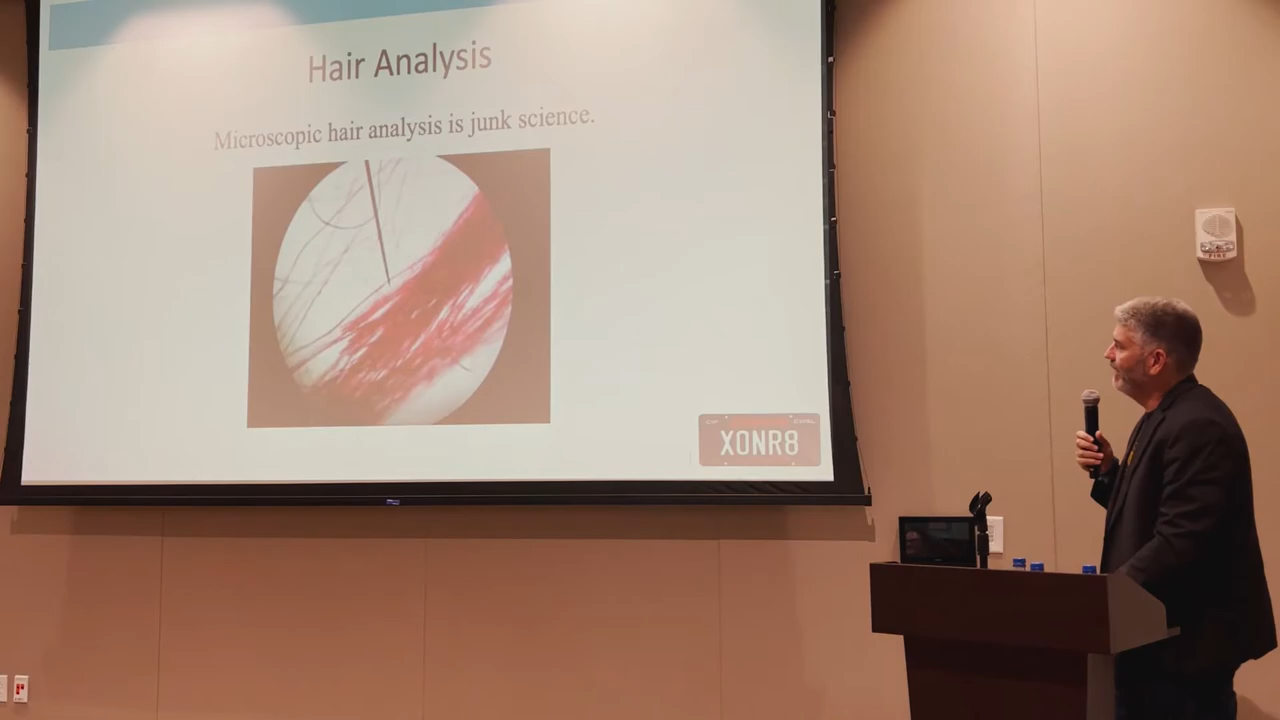 Hair Analysis
Microscopic hair analysis is junk science.
XONR8
FIRE